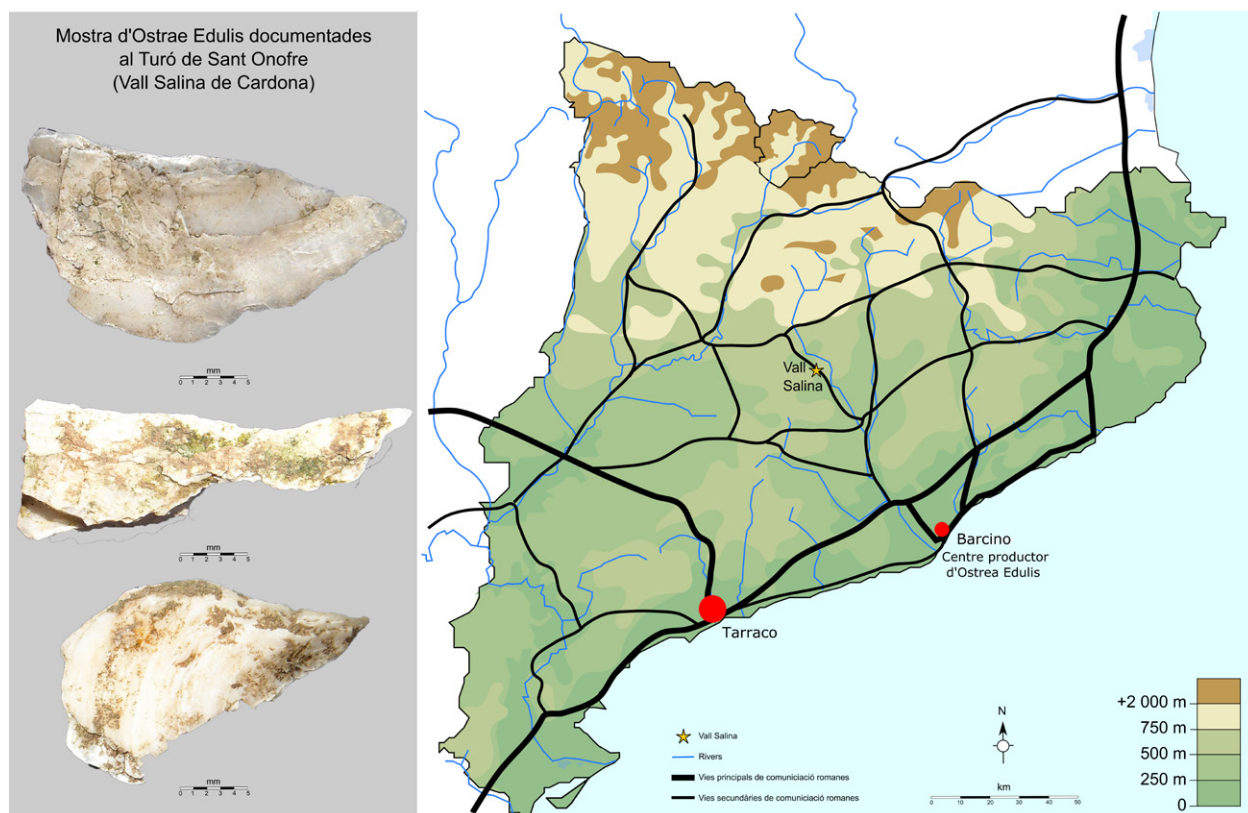 Mostra d'Ostrae Edulis documentades
al Turó de Sant Onofre
(Vall Salina de Cardona)
mm
0 1 2 3 4 5
mm
0 1 2 3 4 5
mm
0 1 2 3 4 5
Vall
Salina
Barcino
Centre productor
d'Ostrea Edulis
Tarraco
Vall Salina
Rivers
Vies principals de comuniciació romanes
Vies secundàries de comuniciació romanes
N
km
0 10 20 30 40 50
+2 000 m
750 m
500 m
250 m
0